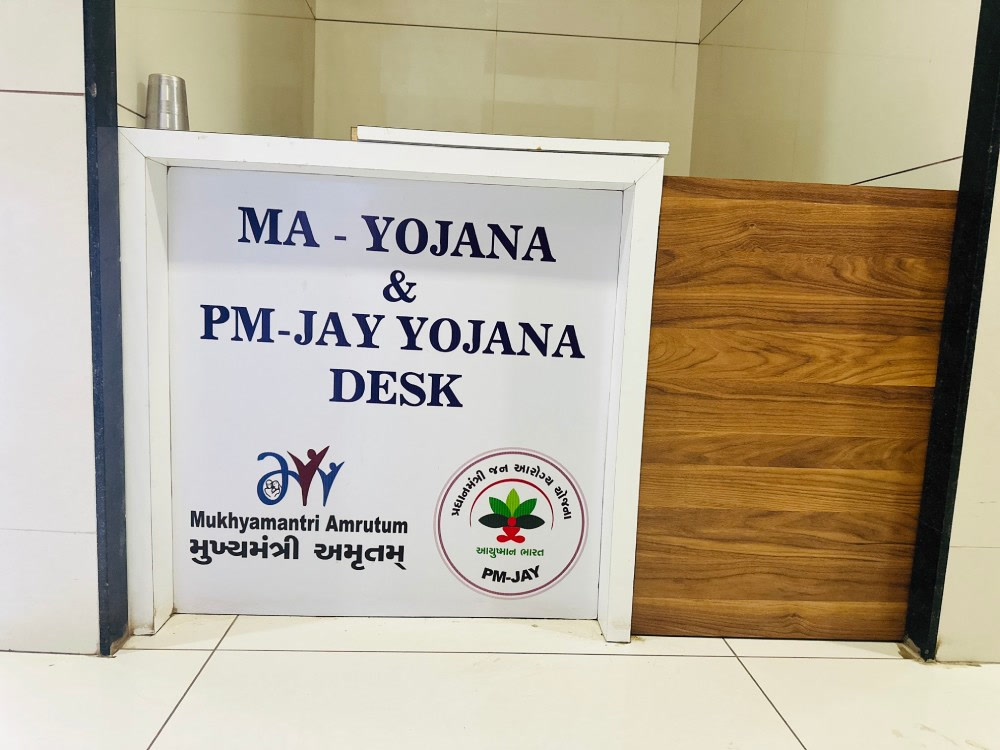 MA - YOJANA
&
PM-JAY YOJANA
DESK
Mukhyamantri Amrutum
મુખ્યમંત્રી અમૃતમ્
પ્રધાનમંત્રી જન આરોગ્ય યોજના
આયુષ્માન ભારત
PM-JAY